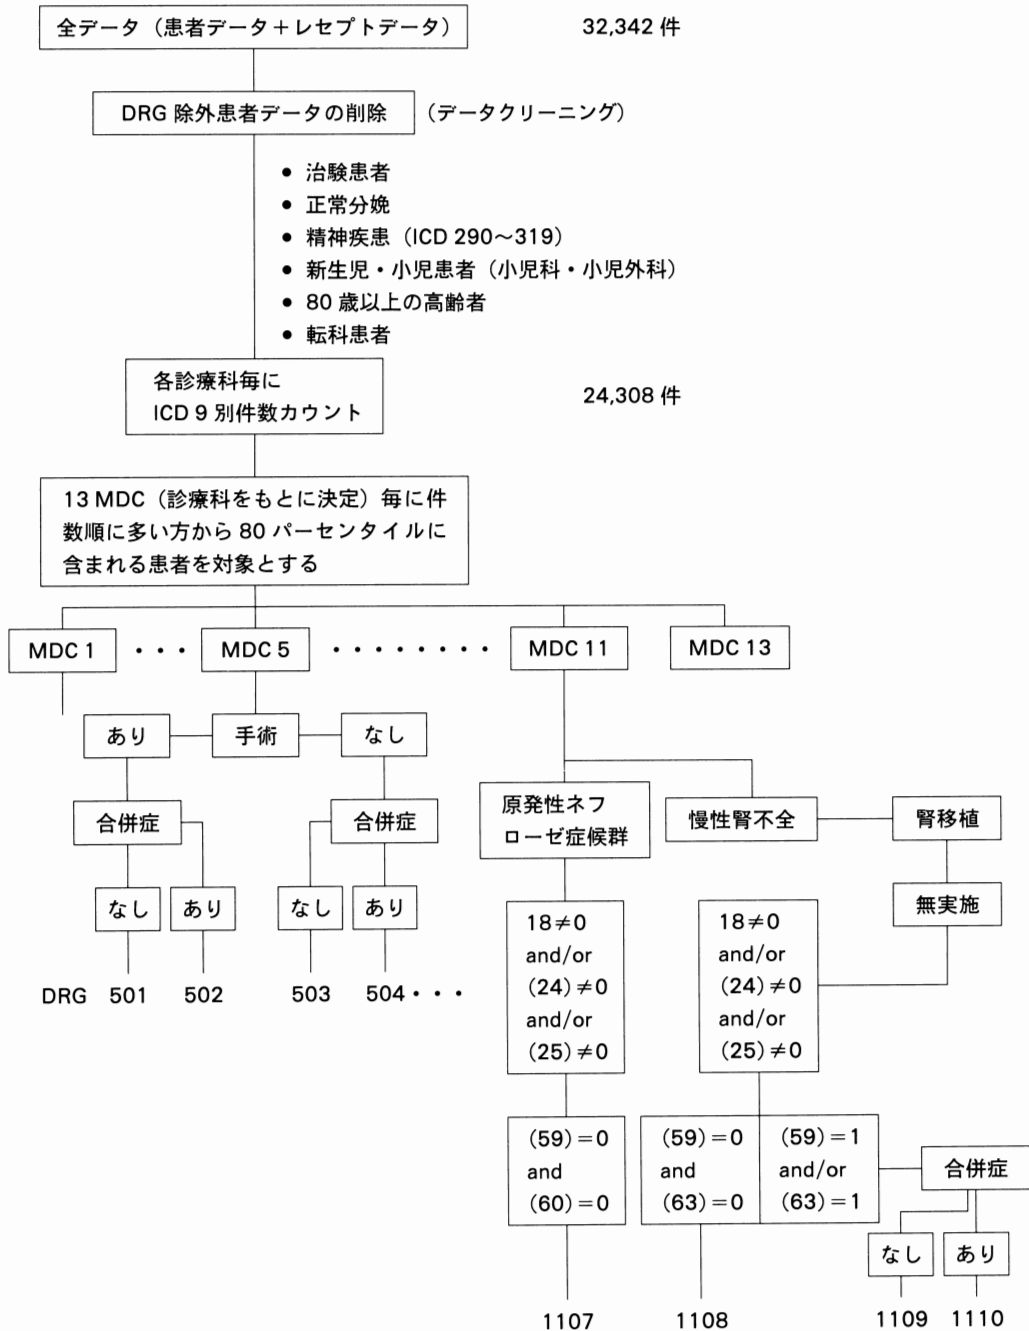 全データ（患者データ＋レセプトデータ） 32,342 件
DRG 除外患者データの削除 （データクリーニング）
● 治験患者
● 正常分娩
● 精神疾患（ICD 290～319）
● 新生児・小児患者（小児科・小児外科）
● 80 歳以上の高齢者
● 転科患者
各診療科毎に
ICD 9 別件数カウント
24,308 件
13 MDC（診療科をもとに決定）毎に件
数順に多い方から 80 パーセンタイルに
含まれる患者を対象とする
MDC 1 ・・・ MDC 5 ・・・・・・・・ MDC 11 MDC 13
あり 手術 なし
合併症 合併症
なし あり なし あり
DRG 501 502 503 504・・・
原発性ネフ
ローゼ症候群
慢性腎不全 腎移植
無実施
18≠0
and/or
(24)≠0
and/or
(25)≠0
18≠0
and/or
(24)≠0
and/or
(25)≠0
(59)＝0
and
(60)＝0
(59)＝0
and
(63)＝0
(59)＝1
and/or
(63)＝1
合併症
なし あり
1107 1108 1109 1110